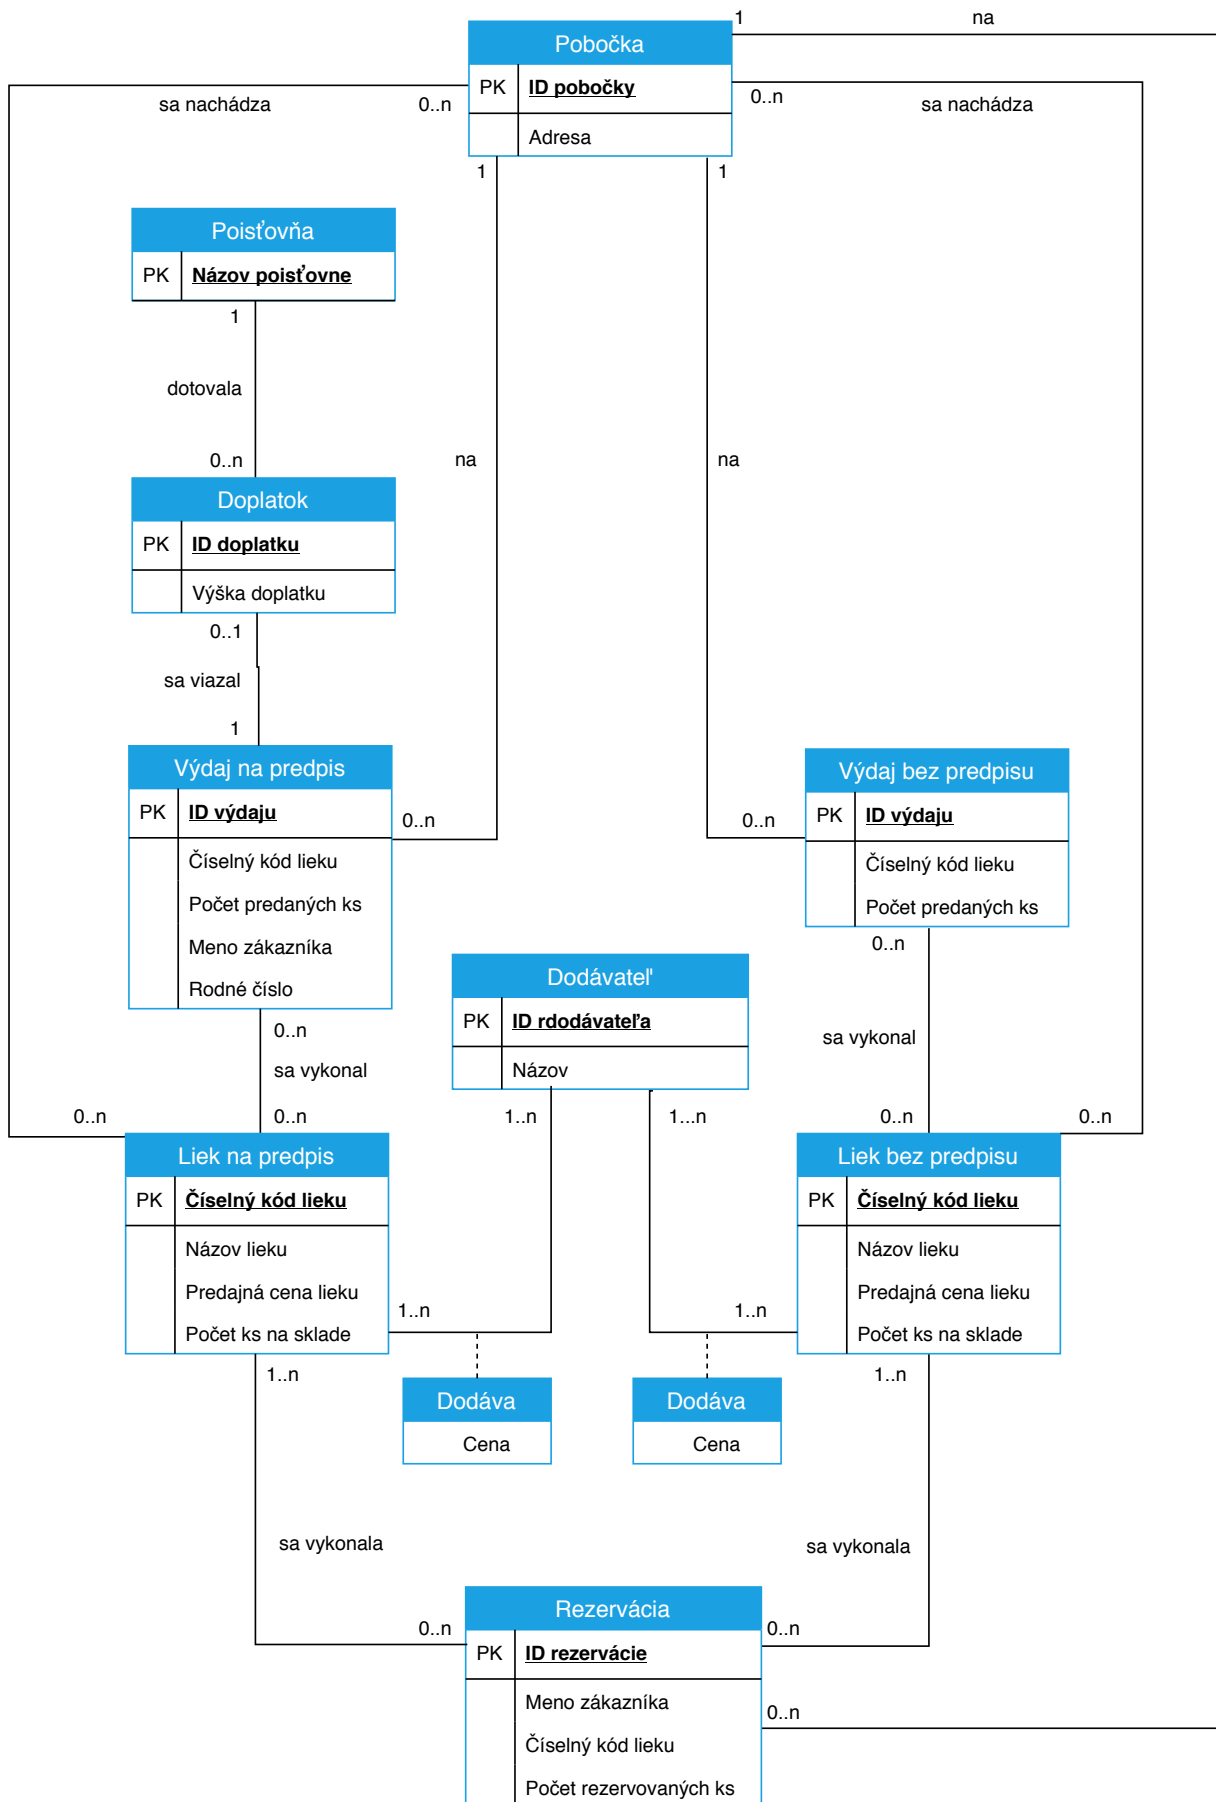 1
na
Pobočka
PK ID pobočky
Adresa
sa nachádza
0..n
0..n
sa nachádza
1
1
Poisťovňa
PK Názov poisťovne
1
dotovala
0..n
na
na
Doplatok
PK ID doplatku
Výška doplatku
0..1
sa viazal
1
Výdaj na predpis
PK ID výdaju
Číselný kód lieku
Počet predaných ks
Meno zákazníka
Rodné číslo
0..n
0..n
Výdaj bez predpisu
PK ID výdaju
Číselný kód lieku
Počet predaných ks
0..n
Dodávateľ
PK ID rdodávateľa
Názov
0..n
sa vykonal
sa vykonal
0..n
0..n
1..n
1...n
0..n
0..n
Liek na predpis
PK Číselný kód lieku
Názov lieku
Predajná cena lieku
Počet ks na sklade
Liek bez predpisu
PK Číselný kód lieku
Názov lieku
Predajná cena lieku
Počet ks na sklade
1..n
1..n
1..n
1..n
Dodáva
Cena
Dodáva
Cena
sa vykonala
sa vykonala
Rezervácia
PK ID rezervácie
Meno zákazníka
Číselný kód lieku
Počet rezervovaných ks
0..n
0..n
0..n